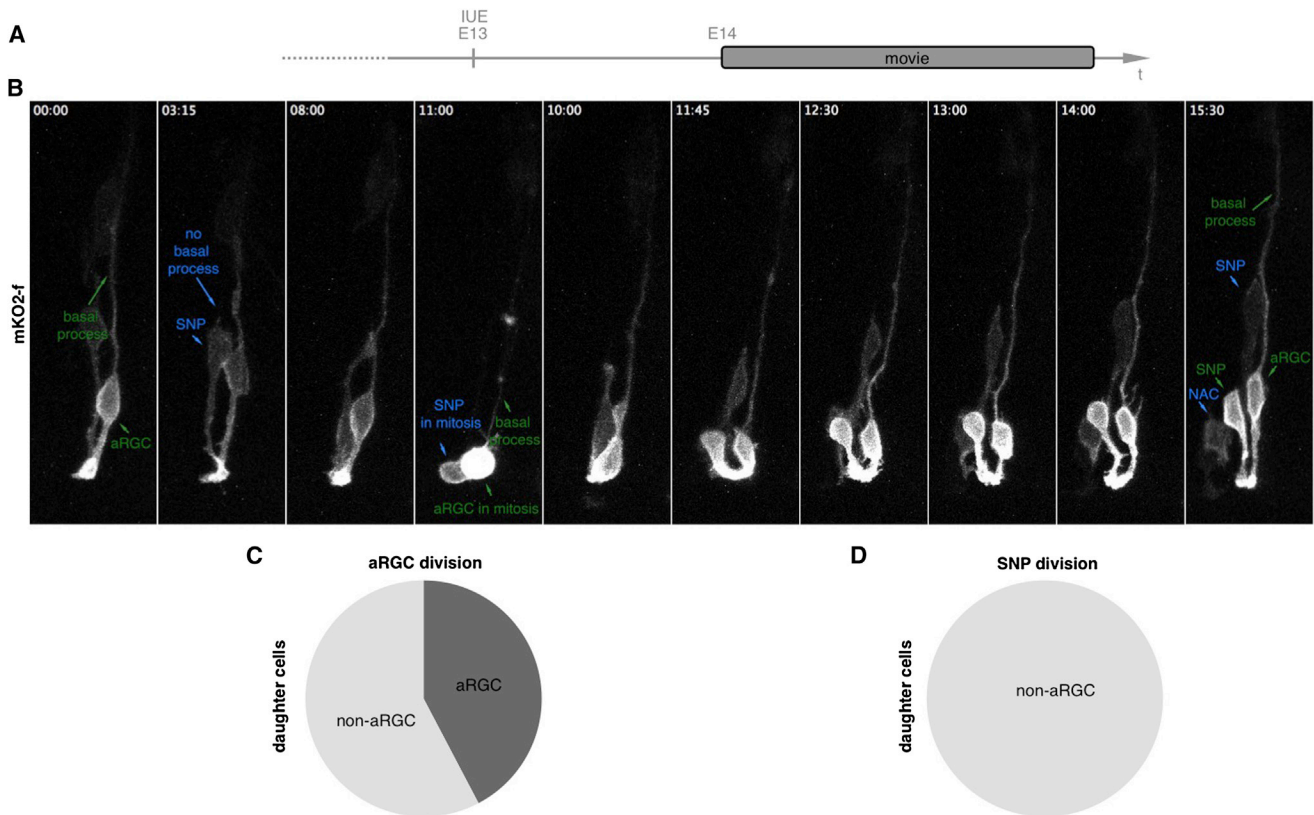 A
IUE
E13
E14
movie
t
B
mKO2-f
00:00
03:15
08:00
11:00
10:00
11:45
12:30
13:00
14:00
15:30
basal
process
aRGC
no
basal
process
SNP
SNP
in mitosis
basal
process
aRGC in mitosis
basal
process
SNP
SNP
aRGC
NAC
C
aRGC division
daughter cells
non-aRGC
aRGC
D
SNP division
daughter cells
non-aRGC